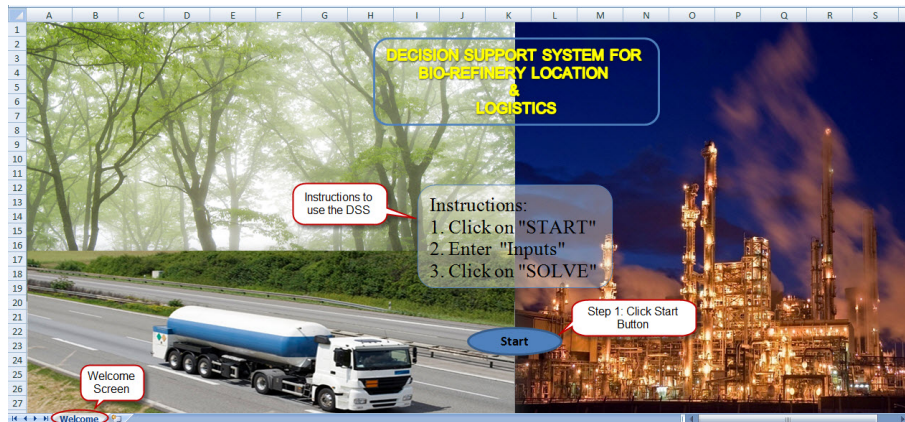 A B C D E F G H I J K L M N O P Q R S
1
2
3
4
5
6
7
8
9
10
11
12
13
14
15
16
17
18
19
20
21
22
23
24
25
26
27
DECISION SUPPORT SYSTEM FOR
BIO-REFINERY LOCATION
&
LOGISTICS
Instructions to
use the DSS
Instructions:
1. Click on "START"
2. Enter "Inputs"
3. Click on "SOLVE"
Step 1: Click Start
Button
Start
Welcome
Screen
Welcome